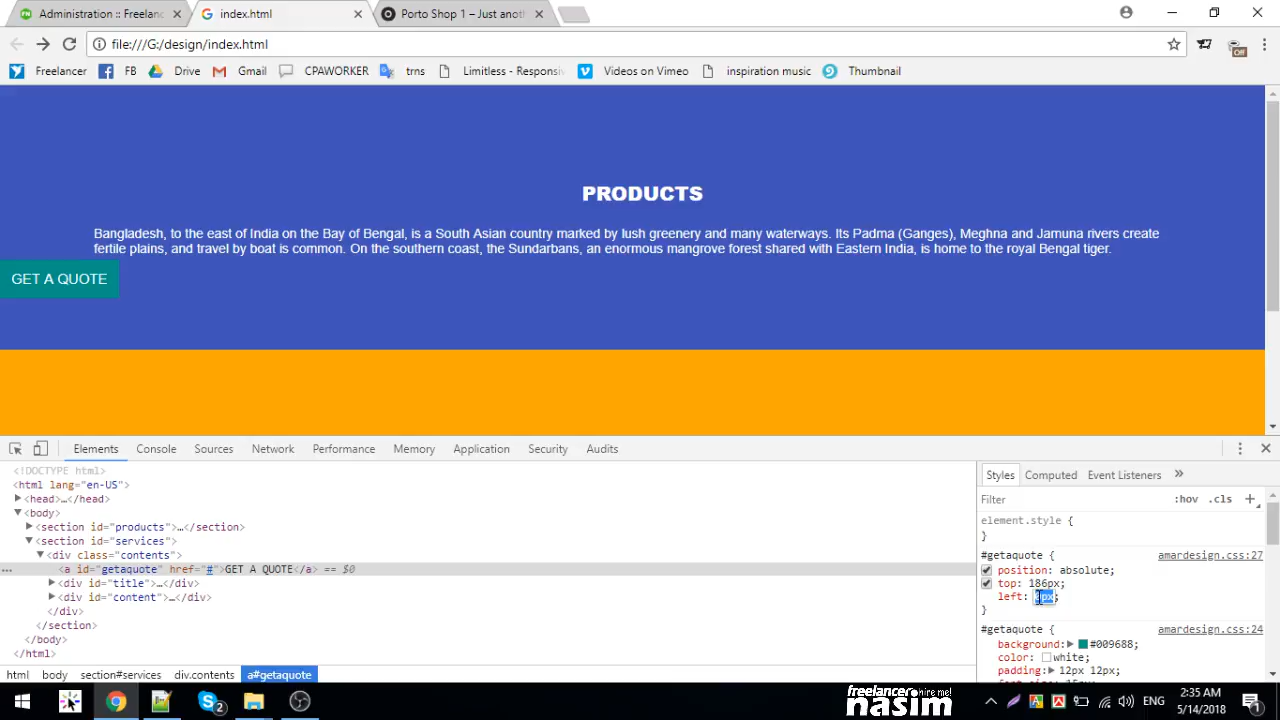 Administration :: Freelanc
index.html
Porto Shop 1 – Just anot
file:///G:/design/index.html
Off
Freelancer
FB
Drive
Gmail
CPAWORKER
trns
Limitless - Responsiv
Videos on Vimeo
inspiration music
Thumbnail
PRODUCTS
Bangladesh, to the east of India on the Bay of Bengal, is a South Asian country marked by lush greenery and many waterways. Its Padma (Ganges), Meghna and Jamuna rivers create
fertile plains, and travel by boat is common. On the southern coast, the Sundarbans, an enormous mangrove forest shared with Eastern India, is home to the royal Bengal tiger.
GET A QUOTE
Elements Console Sources Network Performance Memory Application Security Audits
<!DOCTYPE html>
<html lang="en-US">
<head>…</head>
<body>
<section id="products">…</section>
<section id="services">
<div class="contents">
<a id="getaquote" href="#">GET A QUOTE</a> == $0
<div id="title">…</div>
<div id="content">…</div>
</div>
</section>
</body>
</html>
html body section#services div.contents a#getaquote
Styles Computed Event Listeners »
Filter :hov .cls +
element.style {
}
#getaquote { amardesign.css:27
position: absolute;
top: 186px;
left: px;
}
#getaquote { amardesign.css:24
background: #009688;
color: white;
padding: 12px 12px;
2
freelancer hire me!
nasim
ENG
2:35 AM
5/14/2018
1